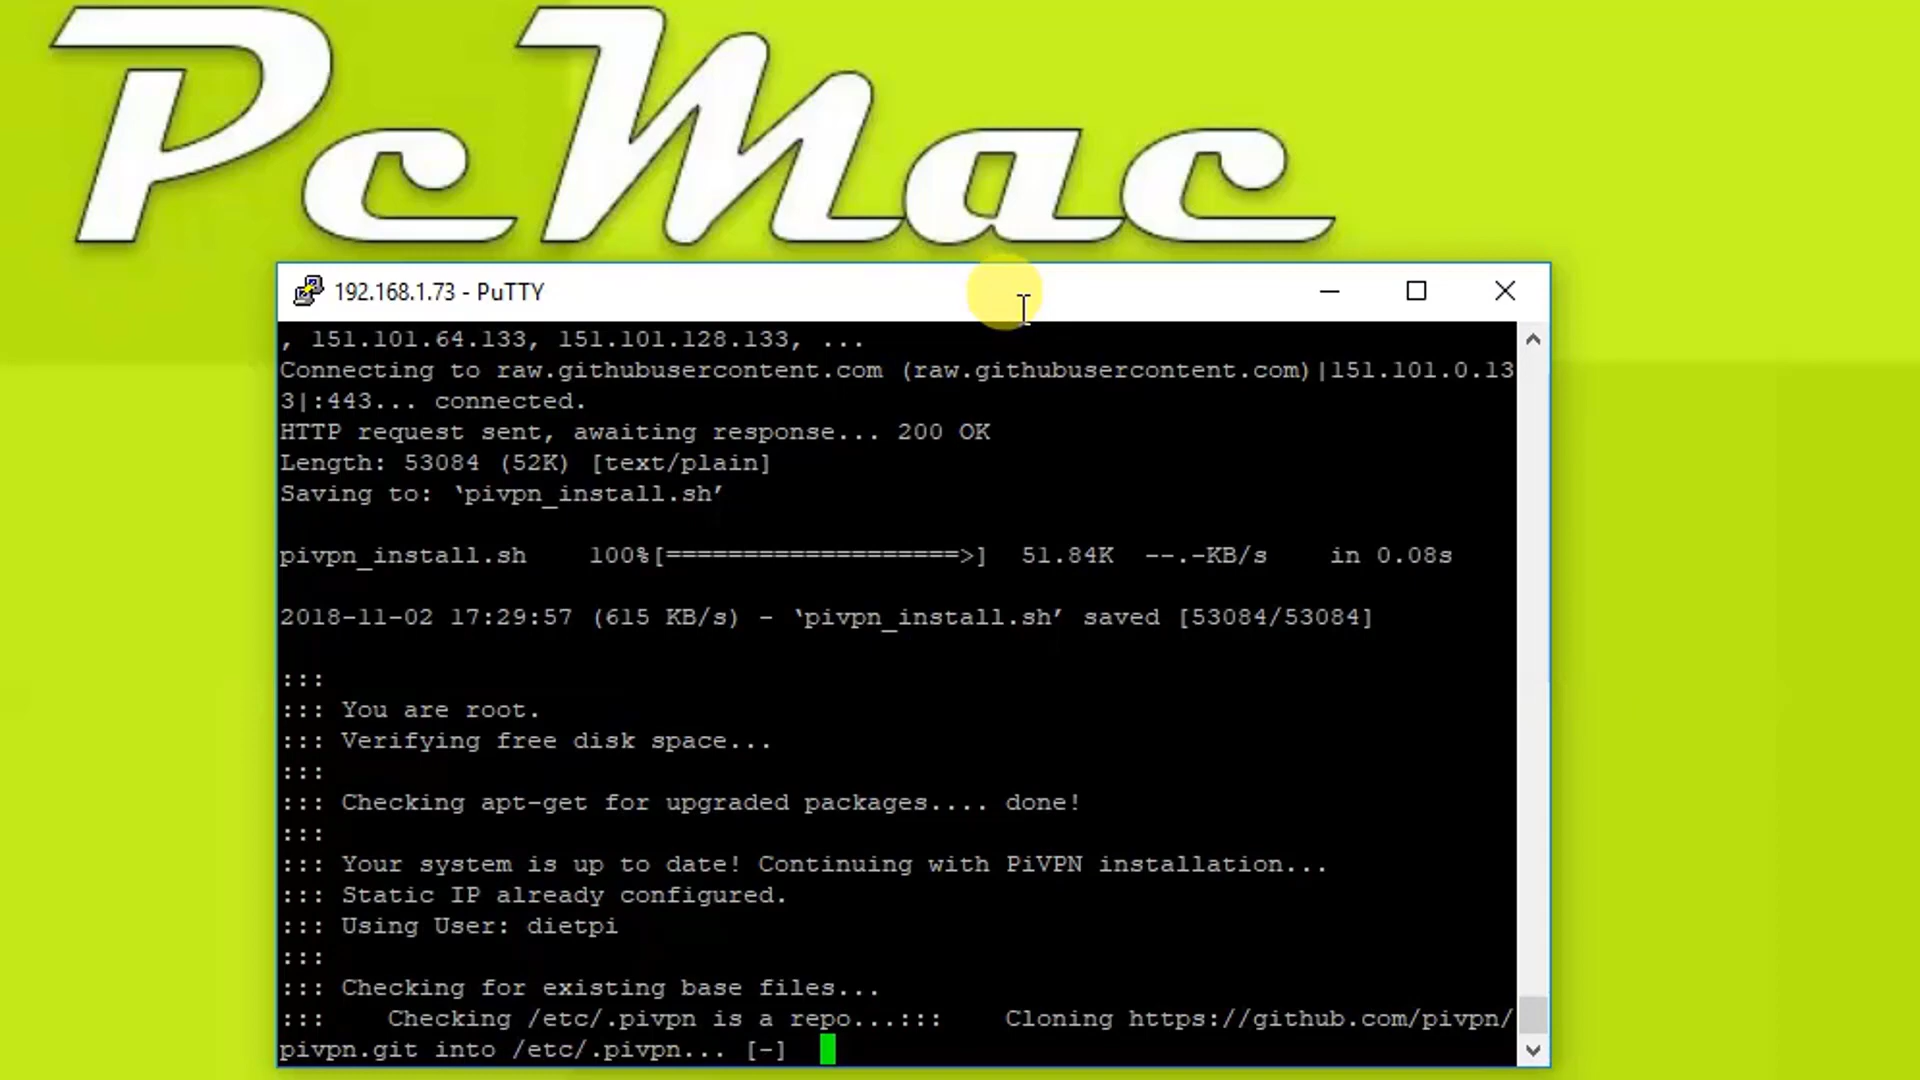 PcMac
192.168.1.73 - PuTTY
, 151.101.64.133, 151.101.128.133, ...
Connecting to raw.githubusercontent.com (raw.githubusercontent.com)|151.101.0.13
3|:443... connected.
HTTP request sent, awaiting response... 200 OK
Length: 53084 (52K) [text/plain]
Saving to: ‘pivpn_install.sh’
pivpn_install.sh    100%[===================>]  51.84K  --.-KB/s    in 0.08s
2018-11-02 17:29:57 (615 KB/s) - ‘pivpn_install.sh’ saved [53084/53084]
:::
::: You are root.
::: Verifying free disk space...
:::
::: Checking apt-get for upgraded packages.... done!
:::
::: Your system is up to date! Continuing with PiVPN installation...
::: Static IP already configured.
::: Using User: dietpi
:::
::: Checking for existing base files...
:::    Checking /etc/.pivpn is a repo...:::    Cloning https://github.com/pivpn/
pivpn.git into /etc/.pivpn... [-]